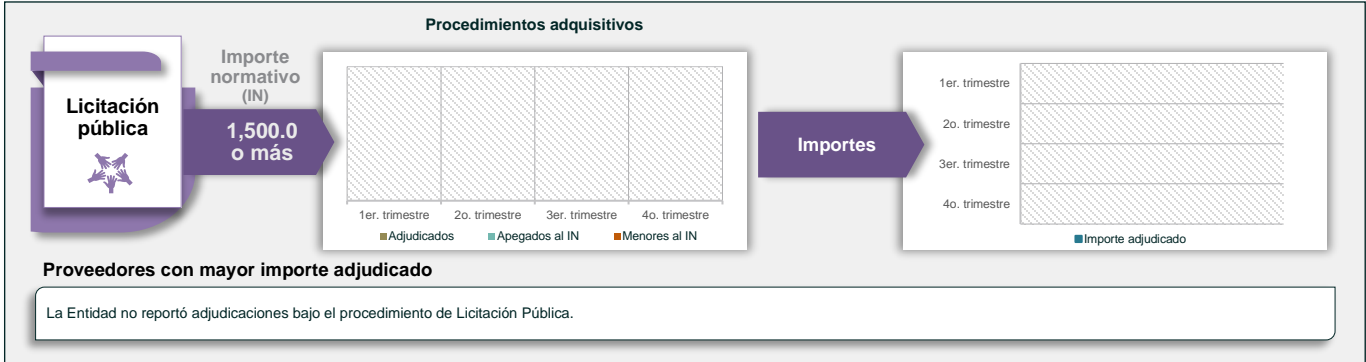 Procedimientos adquisitivos
Licitación
pública
Importe
normativo
(IN)
1,500.0
o más
1er. trimestre 2o. trimestre 3er. trimestre 4o. trimestre
Adjudicados Apegados al IN Menores al IN
Importes
1er. trimestre
2o. trimestre
3er. trimestre
4o. trimestre
Importe adjudicado
Proveedores con mayor importe adjudicado
La Entidad no reportó adjudicaciones bajo el procedimiento de Licitación Pública.